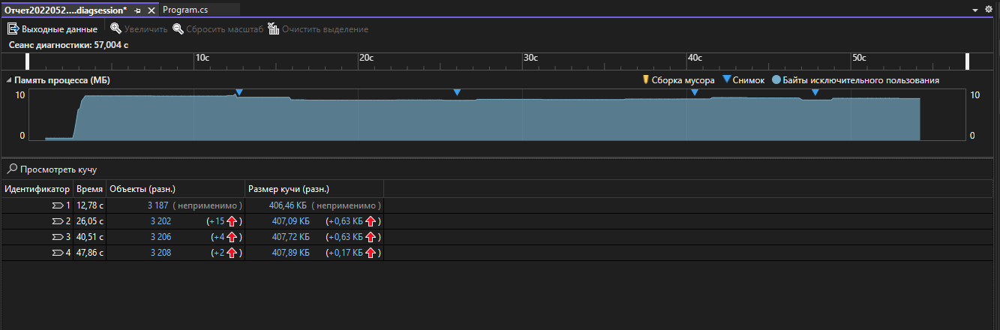 Отчет2022052....diagsession* Program.cs
Выходные данные Увеличить Сбросить масштаб Очистить выделение
Сеанс диагностики: 57,004 с
10с 20с 30с 40с 50с
Память процесса (МБ) Сборка мусора Снимок Байты исключительного пользования
10 10
0 0
Просмотреть кучу
Идентификатор Время Объекты (разн.) Размер кучи (разн.)
1 12,78 с 3 187 ( неприменимо ) 406,46 КБ ( неприменимо )
2 26,05 с 3 202 (+15 ) 407,09 КБ (+0,63 КБ )
3 40,51 с 3 206 (+4 ) 407,72 КБ (+0,63 КБ )
4 47,86 с 3 208 (+2 ) 407,89 КБ (+0,17 КБ )